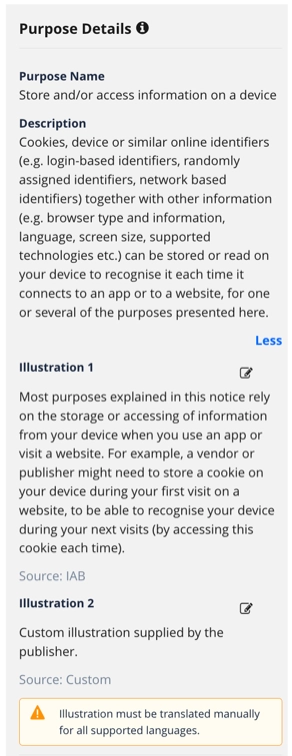 Purpose Details
Purpose Name
Store and/or access information on a device
Description
Cookies, device or similar online identifiers
(e.g. login-based identifiers, randomly
assigned identifiers, network based
identifiers) together with other information
(e.g. browser type and information,
language, screen size, supported
technologies etc.) can be stored or read on
your device to recognise it each time it
connects to an app or to a website, for one
or several of the purposes presented here.
Less
Illustration 1
Most purposes explained in this notice rely
on the storage or accessing of information
from your device when you use an app or
visit a website. For example, a vendor or
publisher might need to store a cookie on
your device during your first visit on a
website, to be able to recognise your device
during your next visits (by accessing this
cookie each time).
Source: IAB
Illustration 2
Custom illustration supplied by the
publisher.
Source: Custom
Illustration must be translated manually
for all supported languages.